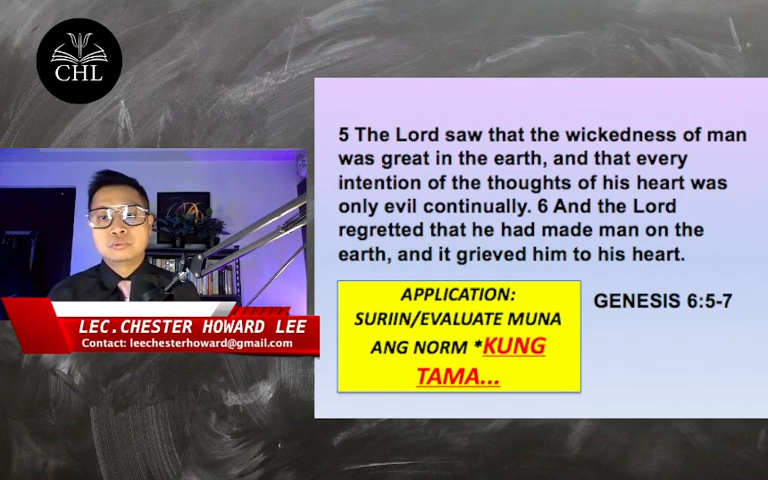 CHL
5 The Lord saw that the wickedness of man
was great in the earth, and that every
intention of the thoughts of his heart was
only evil continually. 6 And the Lord
regretted that he had made man on the
earth, and it grieved him to his heart.
APPLICATION:
SURIIN/EVALUATE MUNA
ANG NORM *KUNG
TAMA...
GENESIS 6:5-7
LEC.CHESTER HOWARD LEE
Contact: leechesterhoward@gmail.com